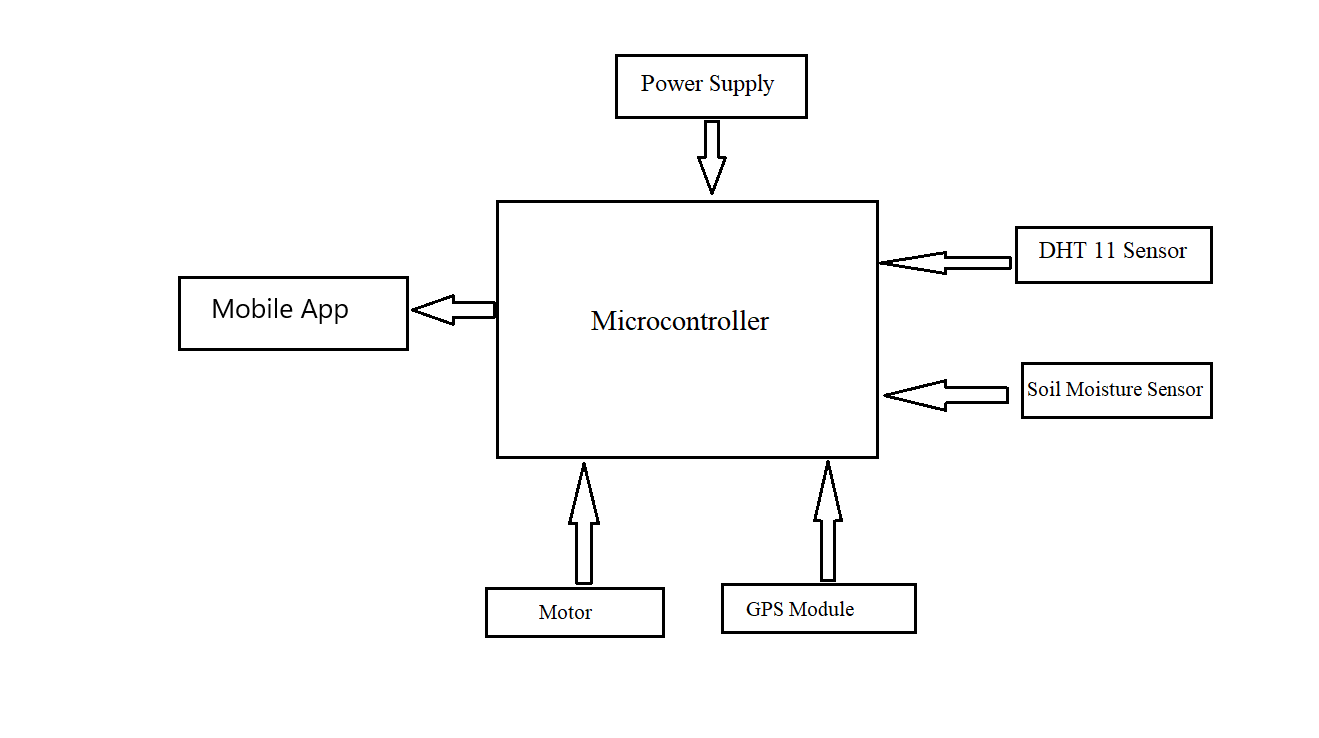 Power Supply
DHT 11 Sensor
Mobile App
Microcontroller
Soil Moisture Sensor
Motor
GPS Module